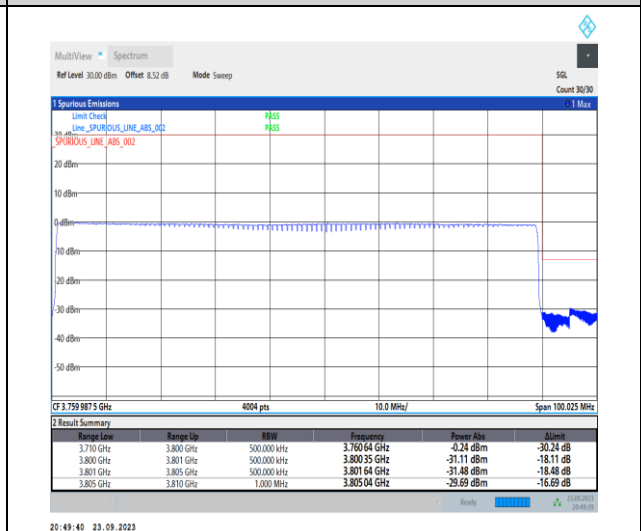 MultiView Spectrum
Ref Level 30.00 dBm Offset 8.52 dB Mode Sweep SGL
Count 30/30
1 Spurious Emissions 1 Max
Limit Check PASS
Line _SPURIOUS_LINE_ABS_002 PASS
_SPURIOUS_LINE_ABS_002
20 dBm
10 dBm
0 dBm
-10 dBm
-20 dBm
-30 dBm
-40 dBm
-50 dBm
CF 3.759 987 5 GHz 4004 pts 10.0 MHz/ Span 100.025 MHz
2 Result Summary
Range Low Range Up RBW Frequency Power Abs ΔLimit
3.710 GHz 3.800 GHz 500.000 kHz 3.760 64 GHz -0.24 dBm -30.24 dB
3.800 GHz 3.801 GHz 500.000 kHz 3.800 35 GHz -31.11 dBm -18.11 dB
3.801 GHz 3.805 GHz 500.000 kHz 3.801 64 GHz -31.48 dBm -18.48 dB
3.805 GHz 3.810 GHz 1.000 MHz 3.805 04 GHz -29.69 dBm -16.69 dB
Ready 23.09.2023
20:49:40 23.09.2023